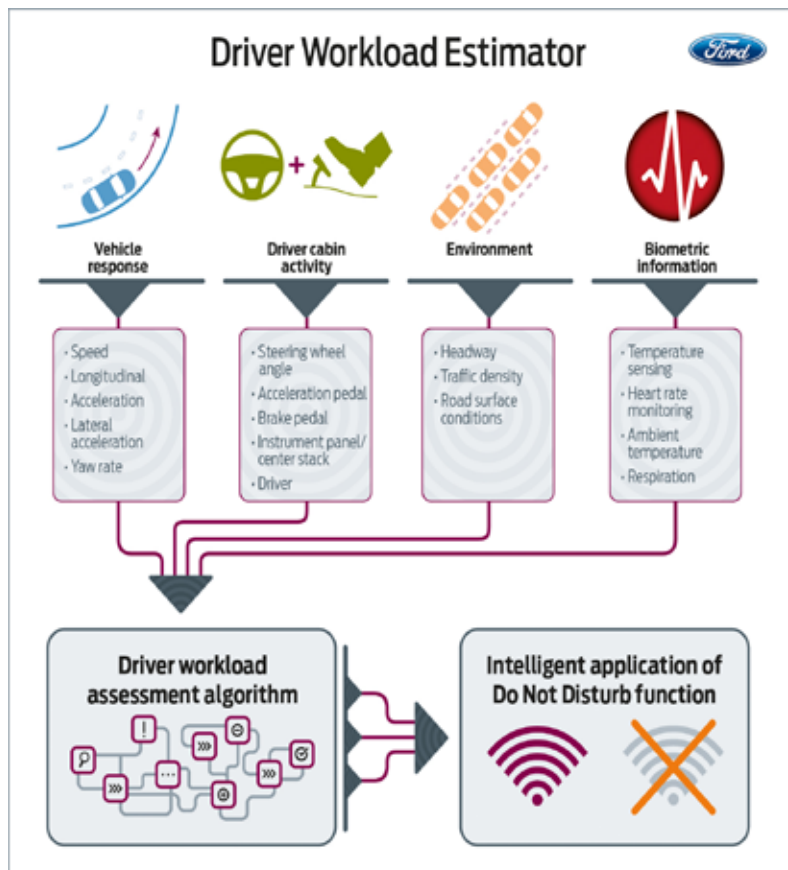 Driver Workload Estimator
Ford
Vehicle
response
Driver cabin
activity
Environment
Biometric
information
• Speed
• Longitudinal
• Acceleration
• Lateral
acceleration
• Yaw rate
• Steering wheel
angle
• Acceleration pedal
• Brake pedal
• Instrument panel/
center stack
• Driver
• Headway
• Traffic density
• Road surface
conditions
• Temperature
sensing
• Heart rate
monitoring
• Ambient
temperature
• Respiration
Driver workload
assessment algorithm
Intelligent application of
Do Not Disturb function